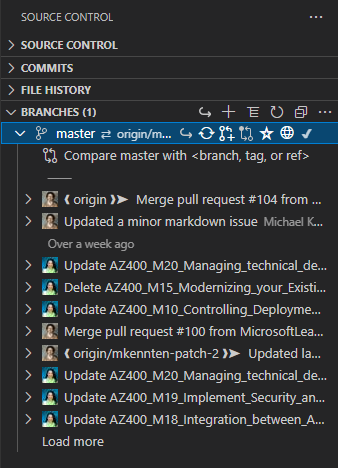 SOURCE CONTROL
SOURCE CONTROL
COMMITS
FILE HISTORY
BRANCHES (1)
master ⇄ origin/m...
Compare master with <branch, tag, or ref>
origin Merge pull request #104 from ...
Updated a minor markdown issue Michael K...
Over a week ago
Update AZ400_M20_Managing_technical_de...
Delete AZ400_M15_Modernizing_your_Existi...
Update AZ400_M10_Controlling_Deployme...
Merge pull request #100 from MicrosoftLea...
origin/mkennten-patch-2 Updated la...
Update AZ400_M20_Managing_technical_de...
Update AZ400_M19_Implement_Security_an...
Update AZ400_M18_Integration_between_A...
Load more